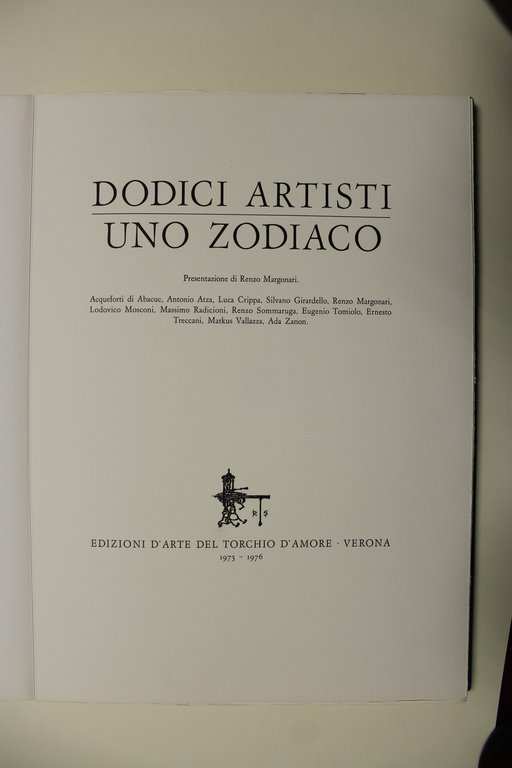 DODICI ARTISTI
UNO ZODIACO
Presentazione di Renzo Margonari.
Acqueforti di Abacuc, Antonio Atza, Luca Crippa, Silvano Girardello, Renzo Margonari,
Lodovico Mosconi, Massimo Radicioni, Renzo Sommaruga, Eugenio Tomiolo, Ernesto
Treccani, Markus Vallazza, Ada Zanon.
R S
EDIZIONI D'ARTE DEL TORCHIO D'AMORE · VERONA
1973 - 1976